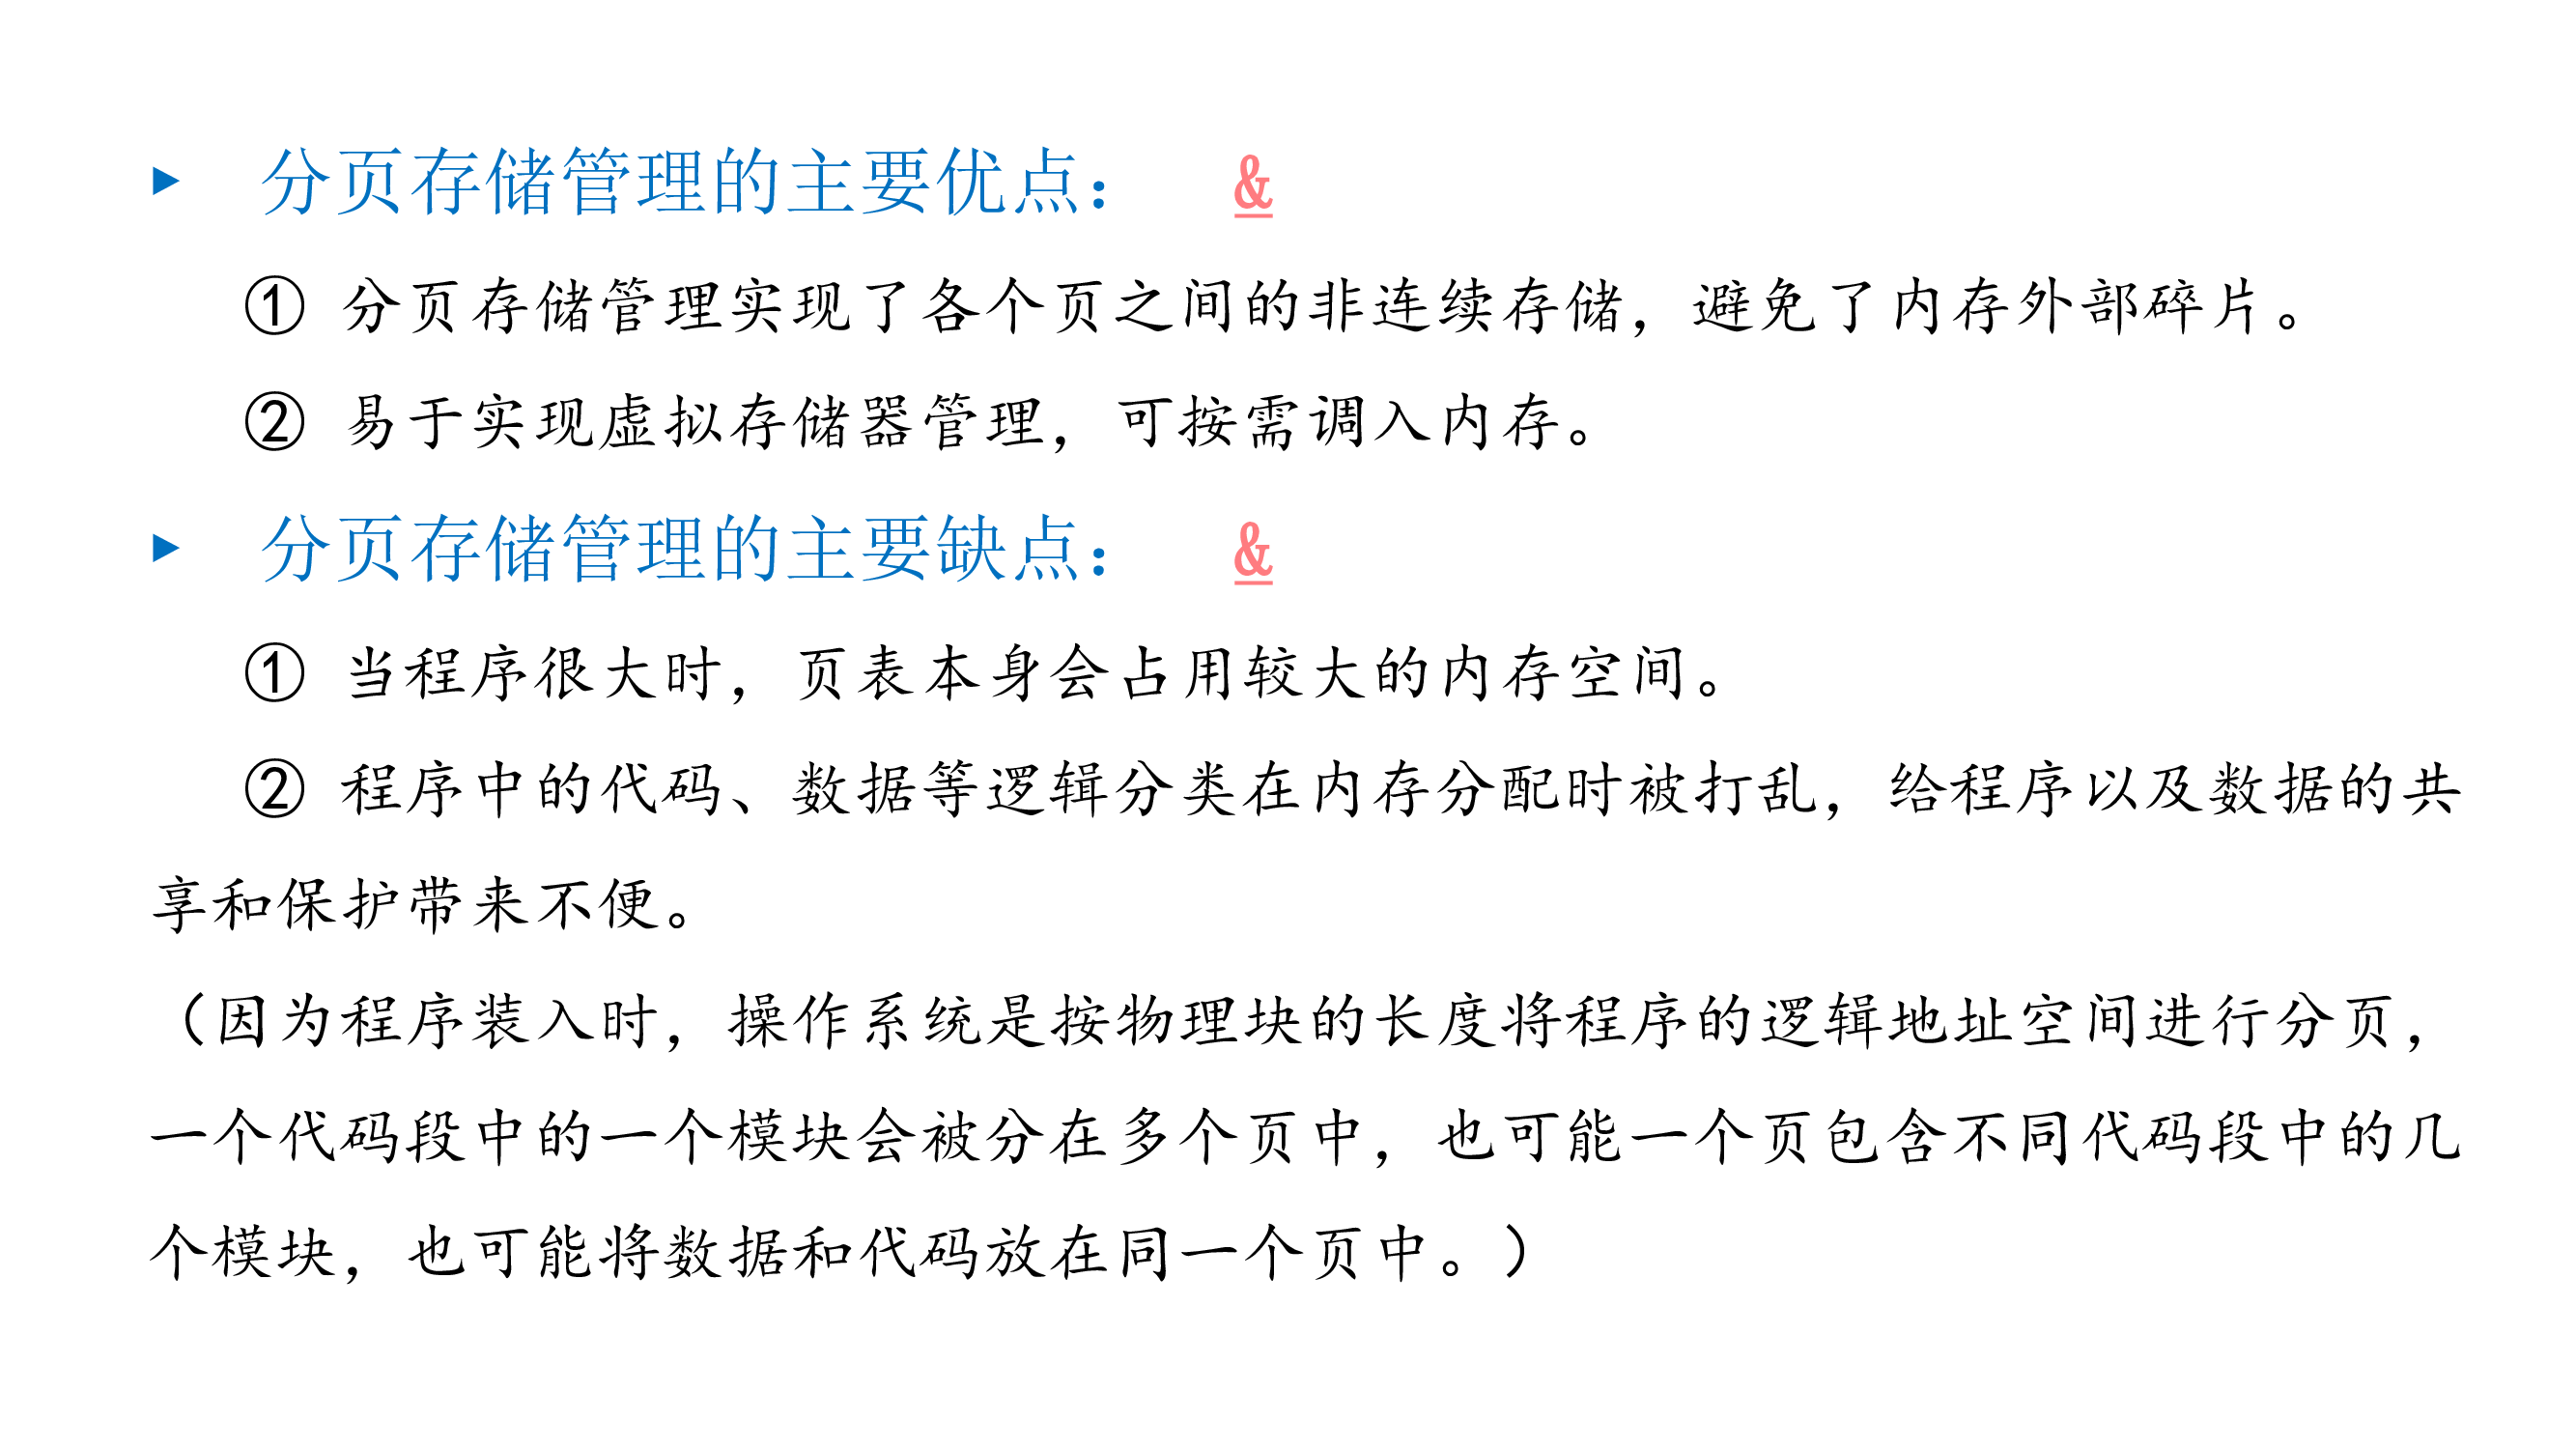 ▶ 分页存储管理的主要优点： &
① 分页存储管理实现了各个页之间的非连续存储，避免了内存外部碎片。
② 易于实现虚拟存储器管理，可按需调入内存。
▶ 分页存储管理的主要缺点： &
① 当程序很大时，页表本身会占用较大的内存空间。
② 程序中的代码、数据等逻辑分类在内存分配时被打乱，给程序以及数据的共
享和保护带来不便。
（因为程序装入时，操作系统是按物理块的长度将程序的逻辑地址空间进行分页，
一个代码段中的一个模块会被分在多个页中，也可能一个页包含不同代码段中的几
个模块，也可能将数据和代码放在同一个页中。）